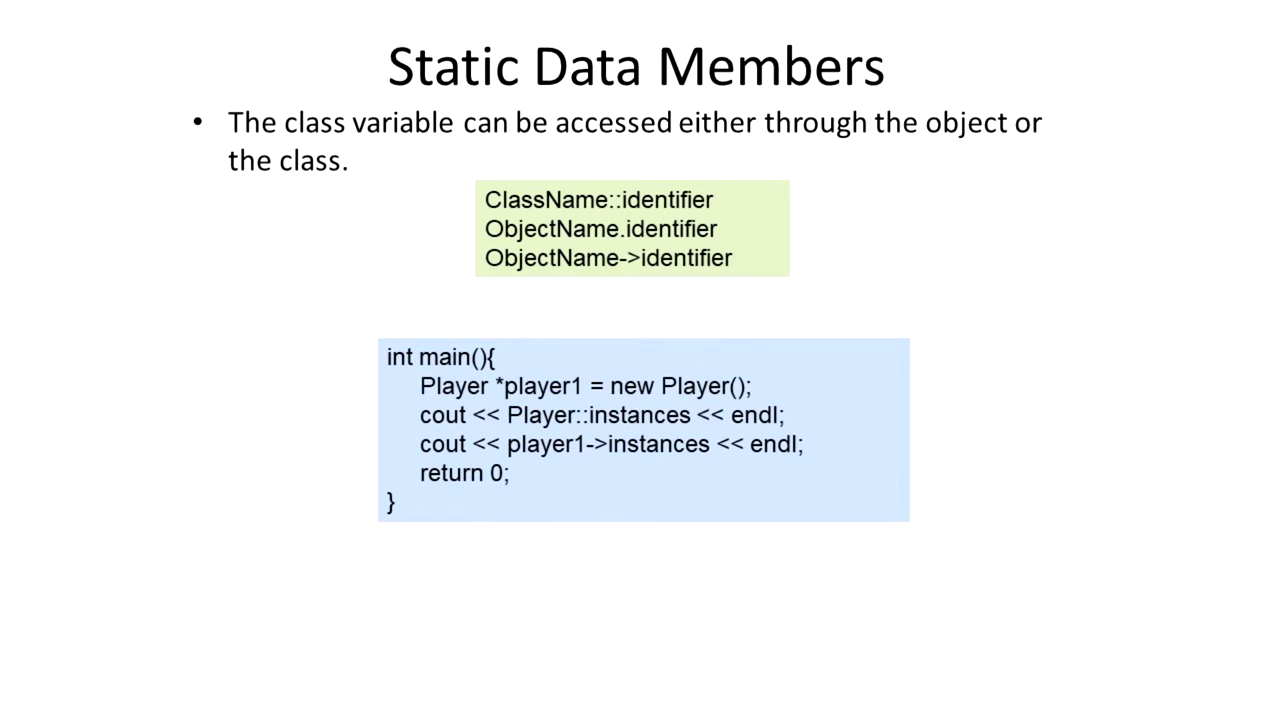 Static Data Members
• The class variable can be accessed either through the object or
the class.
ClassName::identifier
ObjectName.identifier
ObjectName->identifier
int main(){
Player *player1 = new Player();
cout << Player::instances << endl;
cout << player1->instances << endl;
return 0;
}